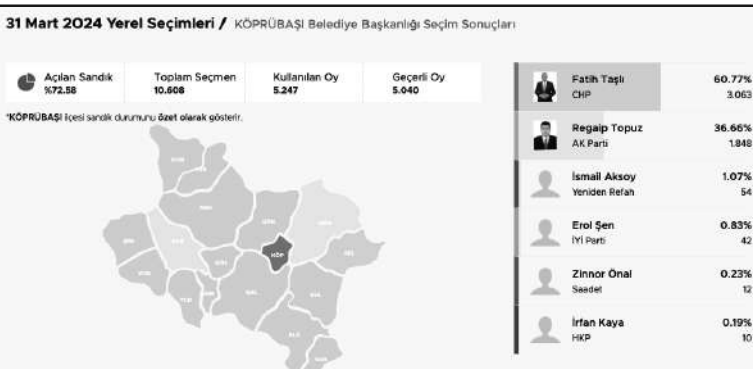 31 Mart 2024 Yerel Seçimleri / KÖPRÜBAŞI Belediye Başkanlığı Seçim Sonuçları
Açılan Sandık
%72.58
Toplam Seçmen
10.608
Kullanılan Oy
5.247
Geçerli Oy
5.040
*KÖPRÜBAŞI ilçesi sandık durumunu özet olarak gösterir.
KÖP
Fatih Taşlı 60.77%
CHP 3.063
Regaip Topuz 36.66%
AK Parti 1.848
İsmail Aksoy 1.07%
Yeniden Refah 54
Erol Şen 0.83%
İYİ Parti 42
Zinnor Önal 0.23%
Saadet 12
İrfan Kaya 0.19%
HKP 10